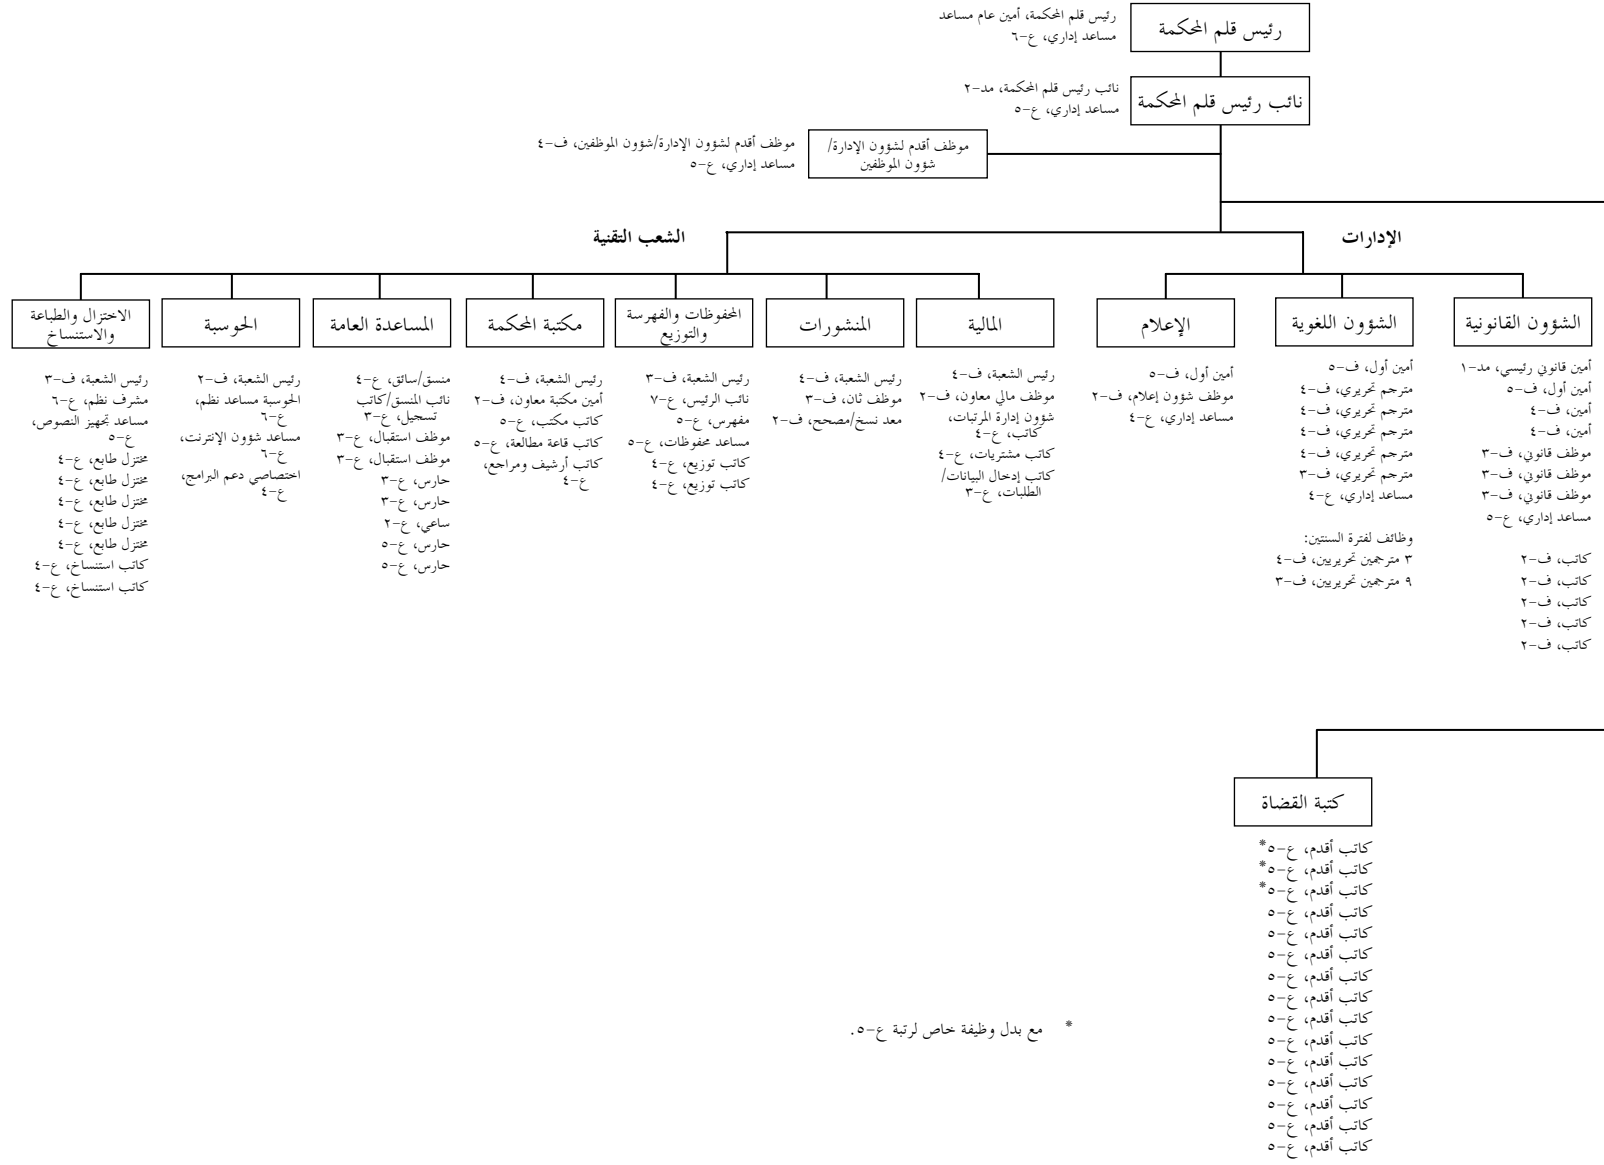 رئيس قلم المحكمة
رئيس قلم المحكمة، أمين عام مساعد
مساعد إداري، ع-٦
نائب رئيس قلم المحكمة
نائب رئيس قلم المحكمة، مد-٢
مساعد إداري، ع-٥
موظف أقدم لشؤون الإدارة/
شؤون الموظفين
موظف أقدم لشؤون الإدارة/شؤون الموظفين، ف-٤
مساعد إداري، ع-٥
الإدارات
الشعب التقنية
الشؤون القانونية
أمين قانوني رئيسي، مد-١
أمين أول، ف-٥
أمين، ف-٤
أمين، ف-٤
موظف قانوني، ف-٣
موظف قانوني، ف-٣
موظف قانوني، ف-٣
مساعد إداري، ع-٥
كاتب، ف-٢
كاتب، ف-٢
كاتب، ف-٢
كاتب، ف-٢
كاتب، ف-٢
الشؤون اللغوية
أمين أول، ف-٥
مترجم تحريري، ف-٤
مترجم تحريري، ف-٤
مترجم تحريري، ف-٤
مترجم تحريري، ف-٤
مترجم تحريري، ف-٣
مساعد إداري، ع-٤
وظائف لفترة السنتين:
٣ مترجمين تحريريين، ف-٤
٩ مترجمين تحريريين، ف-٣
الإعلام
أمين أول، ف-٥
موظف شؤون إعلام، ف-٢
مساعد إداري، ع-٤
المالية
رئيس الشعبة، ف-٤
موظف مالي معاون، ف-٢
شؤون إدارة المرتبات،
كاتب، ع-٤
كاتب مشتريات، ع-٤
كاتب إدخال البيانات/
الطلبات، ع-٣
المنشورات
رئيس الشعبة، ف-٤
موظف ثان، ف-٣
معد نسخ/مصحح، ف-٢
المحفوظات والفهرسة
والتوزيع
رئيس الشعبة، ف-٣
نائب الرئيس، ع-٧
مفهرس، ع-٥
مساعد محفوظات، ع-٥
كاتب توزيع، ع-٤
كاتب توزيع، ع-٤
مكتبة المحكمة
رئيس الشعبة، ف-٤
أمين مكتبة معاون، ف-٢
كاتب مكتب، ع-٥
كاتب قاعة مطالعة، ع-٥
كاتب أرشيف ومراجع،
ع-٤
المساعدة العامة
منسق/سائق، ع-٤
نائب المنسق/كاتب
تسجيل، ع-٣
موظف استقبال، ع-٣
موظف استقبال، ع-٣
حارس، ع-٣
حارس، ع-٣
ساعي، ع-٢
حارس، ع-٥
حارس، ع-٥
الحوسبة
رئيس الشعبة، ف-٢
الحوسبة مساعد نظم،
ع-٦
مساعد شؤون الإنترنت،
ع-٦
اختصاصي دعم البرامج،
ع-٤
الاختزال والطباعة
والاستنساخ
رئيس الشعبة، ف-٣
مشرف نظم، ع-٦
مساعد تجهيز النصوص،
ع-٥
مختزل طابع، ع-٤
مختزل طابع، ع-٤
مختزل طابع، ع-٤
مختزل طابع، ع-٤
مختزل طابع، ع-٤
كاتب استنساخ، ع-٤
كاتب استنساخ، ع-٤
كتبة القضاة
كاتب أقدم، ع-٥*
كاتب أقدم، ع-٥*
كاتب أقدم، ع-٥*
كاتب أقدم، ع-٥
كاتب أقدم، ع-٥
كاتب أقدم، ع-٥
كاتب أقدم، ع-٥
كاتب أقدم، ع-٥
كاتب أقدم، ع-٥
كاتب أقدم، ع-٥
كاتب أقدم، ع-٥
كاتب أقدم، ع-٥
كاتب أقدم، ع-٥
كاتب أقدم، ع-٥
كاتب أقدم، ع-٥
* مع بدل وظيفة خاص لرتبة ع-٥.